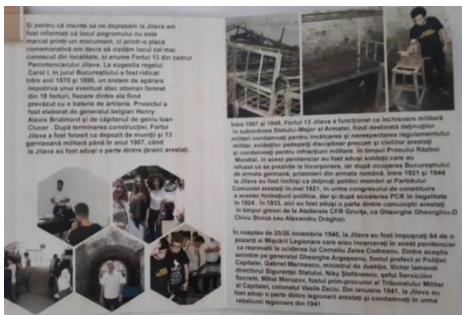 Și pentru că înainte să ne deplasăm la Jilava am
fost informați că locul pogromului nu este
marcat printr-un monument, ci printr-o placă
comemorativă am decis să vizităm locul cel mai
cunoscut din localitate, și anume Fortul 13 din cadrul
Penintenciarului Jilava. La sugestia regelui
Carol I, în jurul Bucureștiului a fost ridicat
între anii 1870 și 1890, un sistem de apărare
împotriva unui eventual atac otoman format
din 18 forturi, fiecare dintre ele fiind
prevăzut cu o baterie de artilerie. Proiectul a
fost elaborat de generalul belgian Henry
Alexis Brialmont și de căpitanul de geniu Ioan
Clucer. După terminarea construcției, Fortul
Jilava a fost folosit ca depozit de muniții și 13
garnisoană militară până în anul 1907, când
la Jilava au fost aduși o parte dintre țăranii arestați.
Între 1907 și 1948, Fortul 13 Jilava a funcționat ca închisoare militară
în subordinea Statului-Major al Armatei, fiind destinată deținuților
militari condamnați pentru încălcarea și nerespectarea regulamentului
militar, soldaților pedepsiți disciplinar precum și civililor arestați
și condamnați pentru infracțiuni militare. În timpul Primului Război
Mondial, în acest penitenciar au fost aduși soldații care au
refuzat să se prezinte la încorporare, iar după ocuparea Bucureștiului
de armata germană, prizonieri din armata română. Între 1921 și 1944
la Jilava au fost închiși ca deținuți politici membri ai Partidului
Comunist arestați în mai 1921, în urma congresului de constituire
a acestei formațiuni politice, dar și după scoaterea PCR în ilegalitate
în 1924. În 1933, aici au fost aduși o parte dintre comuniștii arestați
în timpul grevei de la Atelierele CFR Grivița, ca Gheorghe Gheorghiu-D
Chivu Stoica sau Alexandru Drăghici
În noaptea de 25/26 noiembrie 1940, la Jilava au fost împușcați 64 de o
pozanți ai Mișcării Legionare care erau încarcerați în acest penitenciar
ca represalii la uciderea lui Corneliu Zelea Codreanu. Dintre aceștia
amintim pe generalul Gheorghe Argeșeanu, fostul prefect al Poliției
Capitalei, Gabriel Marinescu, ministrul de Justiție, Victor Iamandi
directorul Siguranței Statului, Niky Ștefănescu, șeful Serviciilor
Secrete, Mihai Moruzov, fostul prim-procuror al Tribunalului Militar
al Capitalei, colonelul Vasile Zeciu. Din ianuarie 1941, la Jilava au
fost aduși o parte dintre legionarii arestați și condamnați în urma
rebeliunii legionare din 1941.